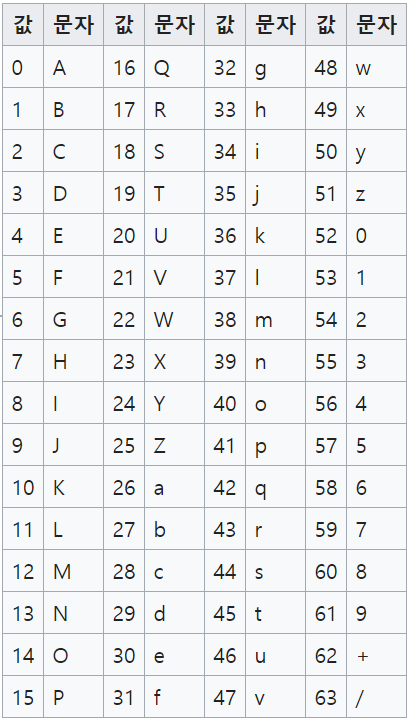 값 문자 값 문자 값 문자 값 문자
0 A 16 Q 32 g 48 w
1 B 17 R 33 h 49 x
2 C 18 S 34 i 50 y
3 D 19 T 35 j 51 z
4 E 20 U 36 k 52 0
5 F 21 V 37 l 53 1
6 G 22 W 38 m 54 2
7 H 23 X 39 n 55 3
8 I 24 Y 40 o 56 4
9 J 25 Z 41 p 57 5
10 K 26 a 42 q 58 6
11 L 27 b 43 r 59 7
12 M 28 c 44 s 60 8
13 N 29 d 45 t 61 9
14 O 30 e 46 u 62 +
15 P 31 f 47 v 63 /